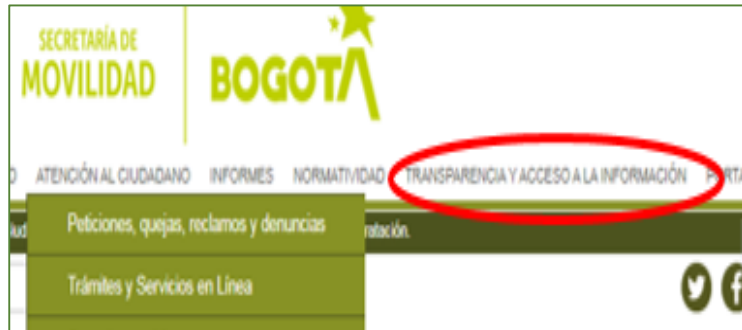 SECRETARÍA DE
MOVILIDAD
BOGOTÁ
ATENCIÓN AL CIUDADANO INFORMES NORMATIVIDAD TRANSPARENCIA Y ACCESO A LA INFORMACIÓN
Peticiones, quejas, reclamos y denuncias
Trámites y Servicios en Línea